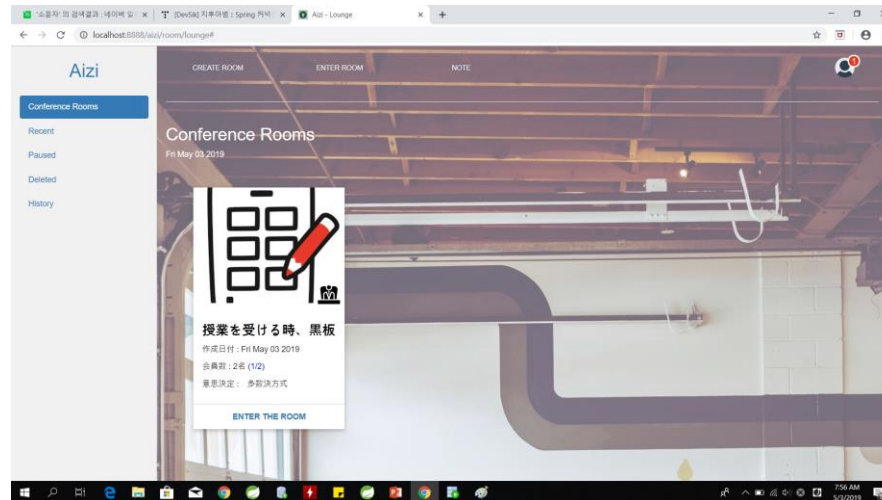 '소문자'의 검색결과 : 네이버 일
[DevSik] 지후아빠 : Spring 커넥
Aizi - Lounge
localhost:8888/aizi/room/lounge#
Aizi
CREATE ROOM
ENTER ROOM
NOTE
1
Conference Rooms
Recent
Paused
Deleted
History
Conference Rooms
Fri May 03 2019
授業を受ける時、黒板
作成日付 : Fri May 03 2019
会員数 : 2名 (1/2)
意思決定 : 多数決方式
ENTER THE ROOM
7:56 AM
5/3/2019